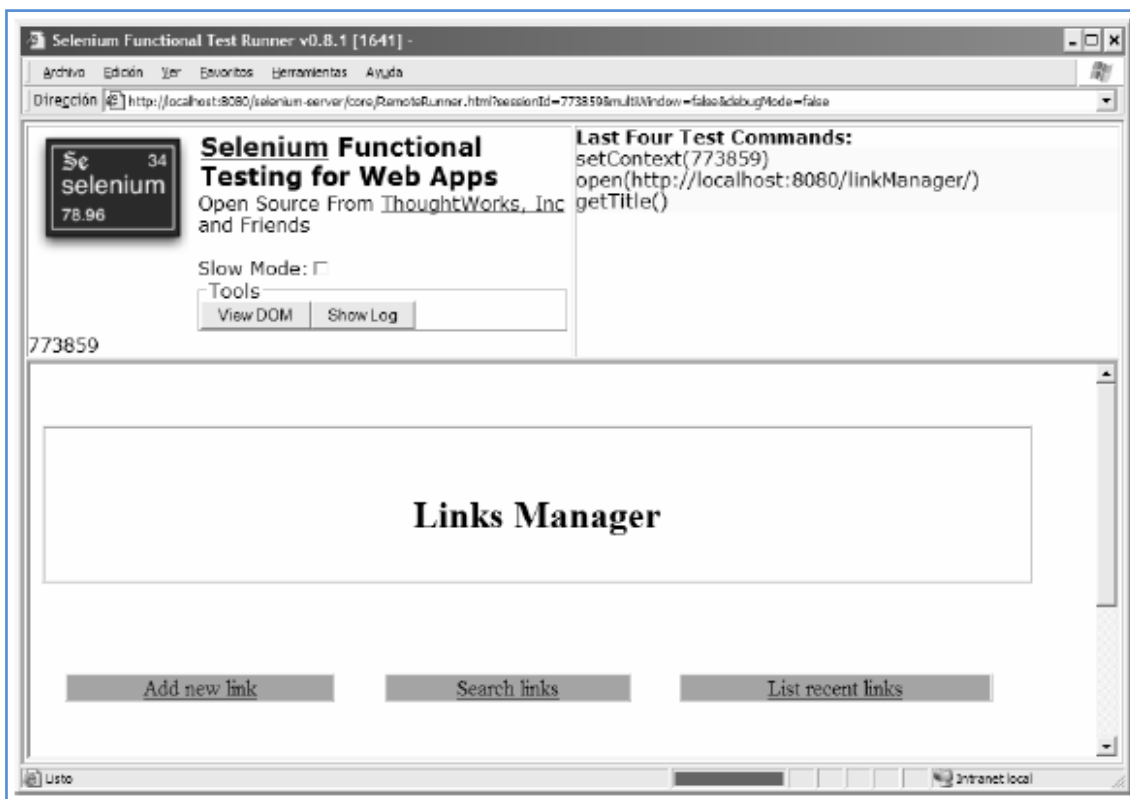 Selenium Functional Test Runner v0.8.1 [1641] -
Archivo Edición Ver Favoritos Herramientas Ayuda
Dirección http://localhost:8080/selenium-server/core/RemoteRunner.html?sessionId=773859&multiWindow=false&debugMode=false
Se 34
selenium
78.96
Selenium Functional
Testing for Web Apps
Open Source From ThoughtWorks, Inc
and Friends
Slow Mode:
Tools
View DOM Show Log
773859
Last Four Test Commands:
setContext(773859)
open(http://localhost:8080/linkManager/)
getTitle()
Links Manager
Add new link Search links List recent links
Listo Intranet local